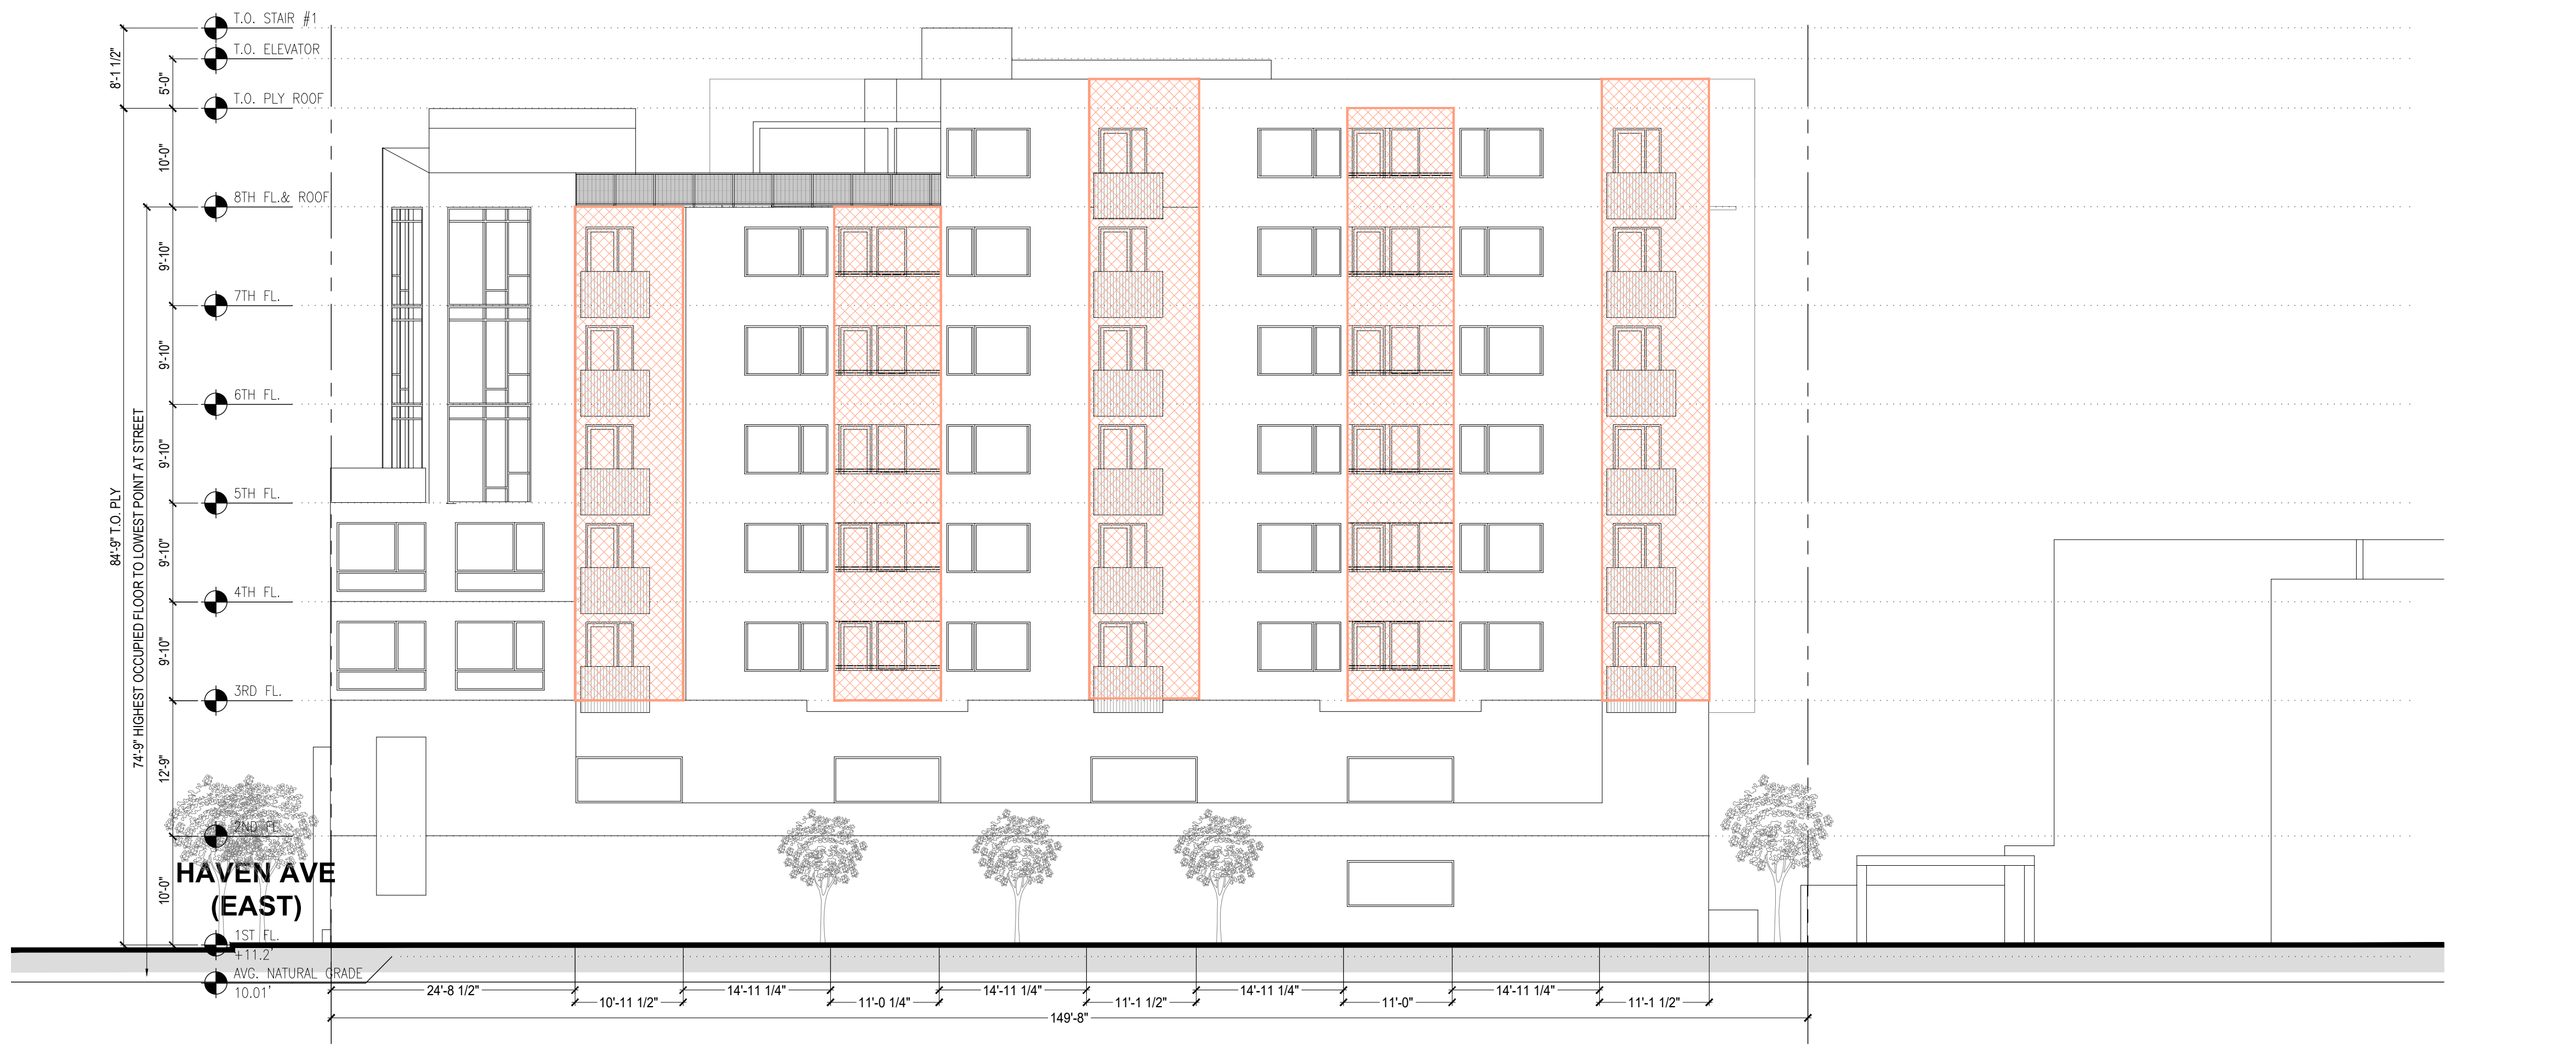 T.O. STAIR #1
8'-1 1/2"
T.O. ELEVATOR
5'-0"
T.O. PLY ROOF
10'-0"
8TH FL.& ROOF
9'-10"
7TH FL.
9'-10"
6TH FL.
9'-10"
5TH FL.
9'-10"
4TH FL.
9'-10"
3RD FL.
12'-9"
2ND FL.
10'-0"
84'-9" T.O. PLY
74'-9" HIGHEST OCCUPIED FLOOR TO LOWEST POINT AT STREET
HAVEN AVE
(EAST)
1ST FL.
+11.2'
AVG. NATURAL GRADE
10.01'
24'-8 1/2"
10'-11 1/2"
14'-11 1/4"
11'-0 1/4"
14'-11 1/4"
11'-1 1/2"
14'-11 1/4"
11'-0"
14'-11 1/4"
11'-1 1/2"
149'-8"